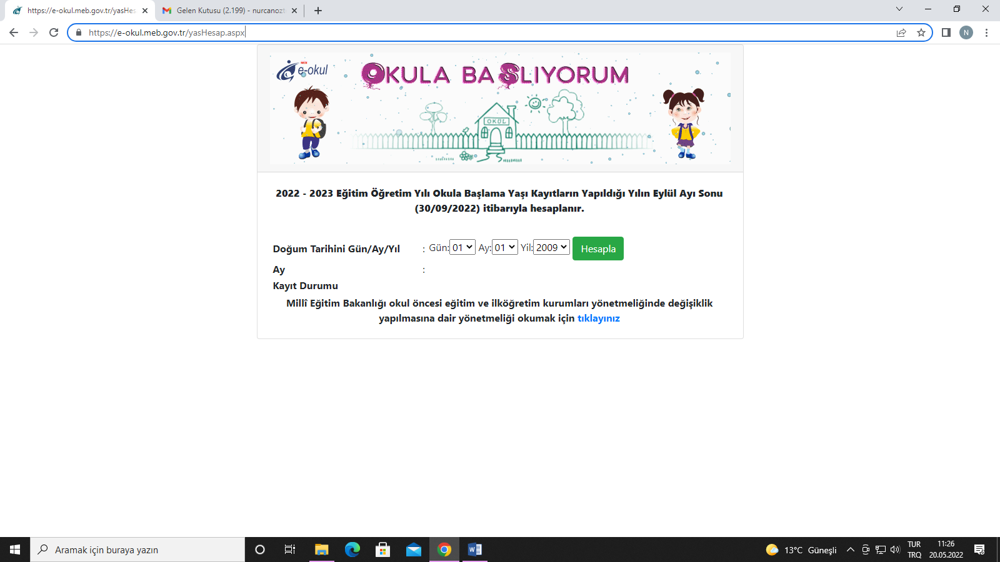 https://e-okul.meb.gov.tr/yasHes
Gelen Kutusu (2.199) - nurcanozt
https://e-okul.meb.gov.tr/yasHesap.aspx
N
MEB
e-okul
OKULA BAŞLIYORUM
OKUL
2022 - 2023 Eğitim Öğretim Yılı Okula Başlama Yaşı Kayıtların Yapıldığı Yılın Eylül Ayı Sonu
(30/09/2022) itibarıyla hesaplanır.
Doğum Tarihini Gün/Ay/Yıl : Gün: 01 Ay: 01 Yil: 2009 Hesapla
Ay :
Kayıt Durumu
Millî Eğitim Bakanlığı okul öncesi eğitim ve ilköğretim kurumları yönetmeliğinde değişiklik
yapılmasına dair yönetmeliği okumak için tıklayınız
Aramak için buraya yazın
13°C Güneşli
TUR
TRQ
11:26
20.05.2022